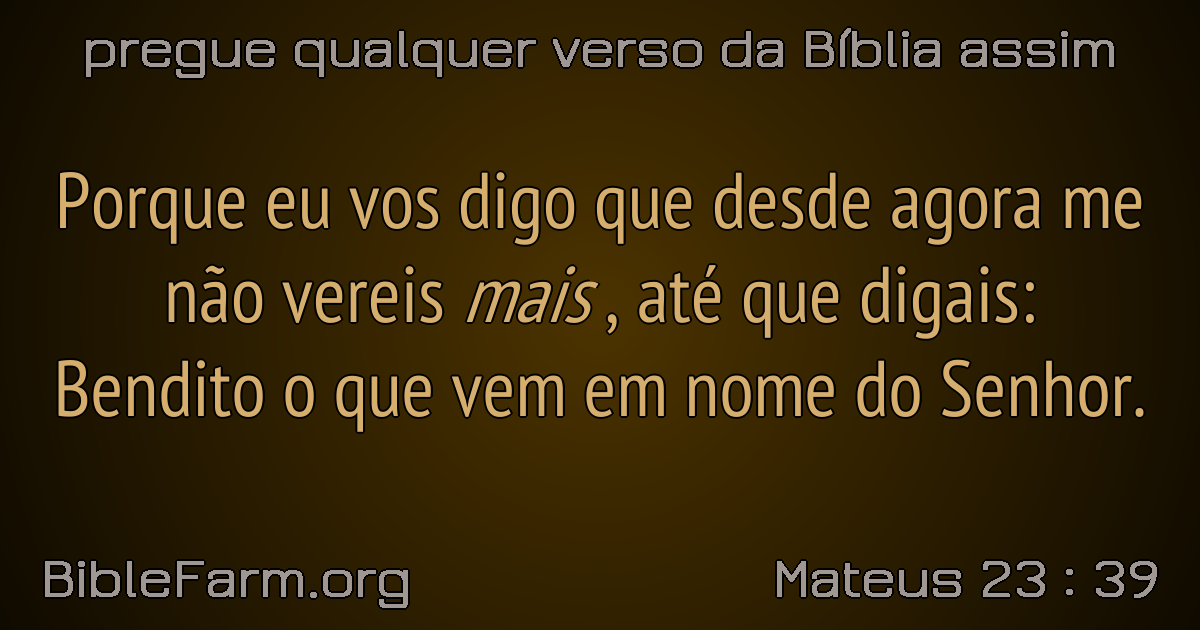 pregue qualquer verso da Bíblia assim
Porque eu vos digo que desde agora me
não vereis mais , até que digais:
Bendito o que vem em nome do Senhor.
BibleFarm.org
Mateus 23 : 39